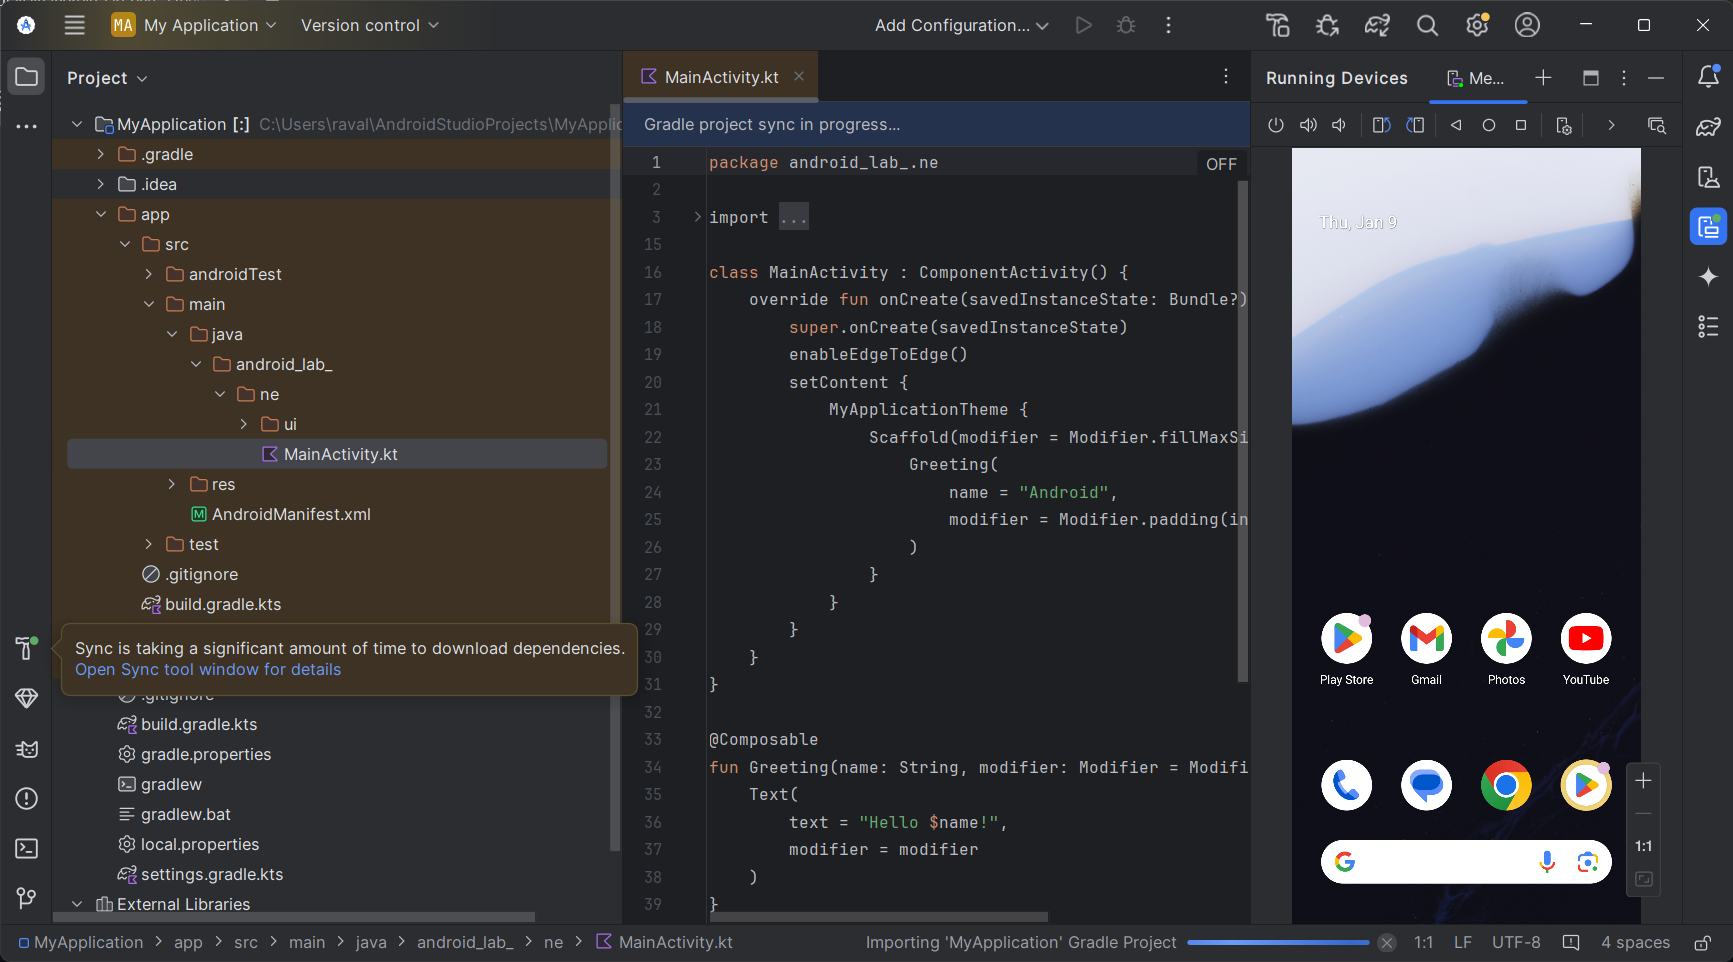 MA My Application
Version control
Add Configuration...
Project
MainActivity.kt
Running Devices
Me...
MyApplication [:] C:\Users\raval\AndroidStudioProjects\MyApplic
.gradle
.idea
app
src
androidTest
main
java
android_lab_
ne
ui
MainActivity.kt
res
AndroidManifest.xml
test
.gitignore
build.gradle.kts
Sync is taking a significant amount of time to download dependencies.
Open Sync tool window for details
.gitignore
build.gradle.kts
gradle.properties
gradlew
gradlew.bat
local.properties
settings.gradle.kts
External Libraries
Gradle project sync in progress...
OFF
1 package android_lab_.ne
2
3 import ...
15
16 class MainActivity : ComponentActivity() {
17 override fun onCreate(savedInstanceState: Bundle?)
18 super.onCreate(savedInstanceState)
19 enableEdgeToEdge()
20 setContent {
21 MyApplicationTheme {
22 Scaffold(modifier = Modifier.fillMaxSi
23 Greeting(
24 name = "Android",
25 modifier = Modifier.padding(in
26 )
27 }
28 }
29 }
30 }
31 }
32
33 @Composable
34 fun Greeting(name: String, modifier: Modifier = Modifi
35 Text(
36 text = "Hello $name!",
37 modifier = modifier
38 )
39 }
Thu, Jan 9
Play Store
Gmail
Photos
YouTube
1:1
MyApplication > app > src > main > java > android_lab_ > ne > MainActivity.kt
Importing 'MyApplication' Gradle Project
1:1 LF UTF-8 4 spaces